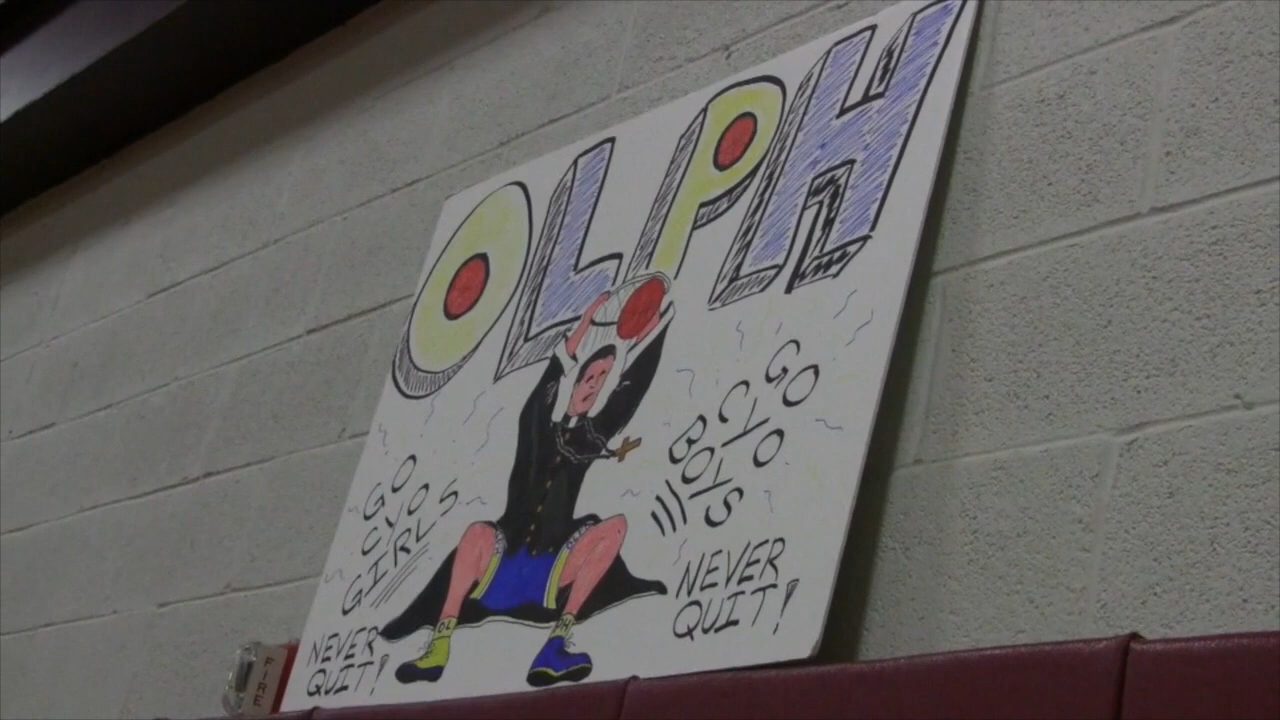 OLPH
GO
CYO
GIRLS
NEVER
QUIT!
GO
CYO
BOYS
NEVER
QUIT!
OL
PH
FIRE